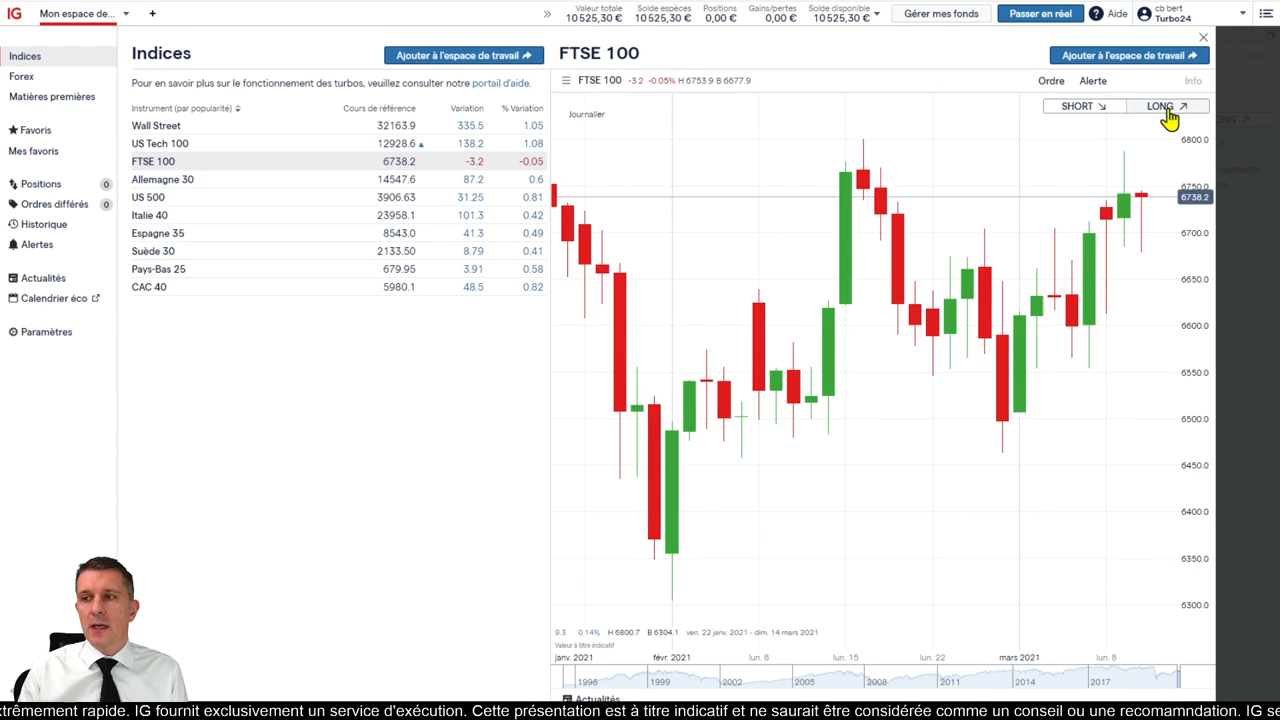 IG Mon espace de... +
Valeur totale 10 525,30 €
Solde espèces 10 525,30 €
Positions 0,00 €
Gains/pertes 0,00 €
Solde disponible 10 525,30 €
Gérer mes fonds
Passer en réel
? Aide
cb bert
Turbo24
Indices
Forex
Matières premières
Favoris
Mes favoris
Positions 0
Ordres différés 0
Historique
Alertes
Actualités
Calendrier éco
Paramètres
Indices
Ajouter à l'espace de travail
Pour en savoir plus sur le fonctionnement des turbos, veuillez consulter notre portail d'aide.
Instrument (par popularité) Cours de référence Variation % Variation
Wall Street 32163.9 335.5 1.05
US Tech 100 12928.6 138.2 1.08
FTSE 100 6738.2 -3.2 -0.05
Allemagne 30 14547.6 87.2 0.6
US 500 3906.63 31.25 0.81
Italie 40 23958.1 101.3 0.42
Espagne 35 8543.0 41.3 0.49
Suède 30 2133.50 8.79 0.41
Pays-Bas 25 679.95 3.91 0.58
CAC 40 5980.1 48.5 0.82
FTSE 100
Ajouter à l'espace de travail
FTSE 100 -3.2 -0.05% H 6753.9 B 6677.9
Ordre Alerte Info
Journalier
SHORT LONG
6800.0
6750.0
6738.2
6700.0
6650.0
6600.0
6550.0
6500.0
6450.0
6400.0
6350.0
6300.0
9.3 0.14% H 6800.7 B 6304.1 ven. 22 janv. 2021 - dim. 14 mars 2021
Valeur à titre indicatif
janv. 2021 févr. 2021 lun. 8 lun. 15 lun. 22 mars 2021 lun. 8
1996 1999 2002 2005 2008 2011 2014 2017
Actualités
xtrêmement rapide. IG fournit exclusivement un service d'exécution. Cette présentation est à titre indicatif et ne saurait être considérée comme un conseil ou une recomamndation. IG se